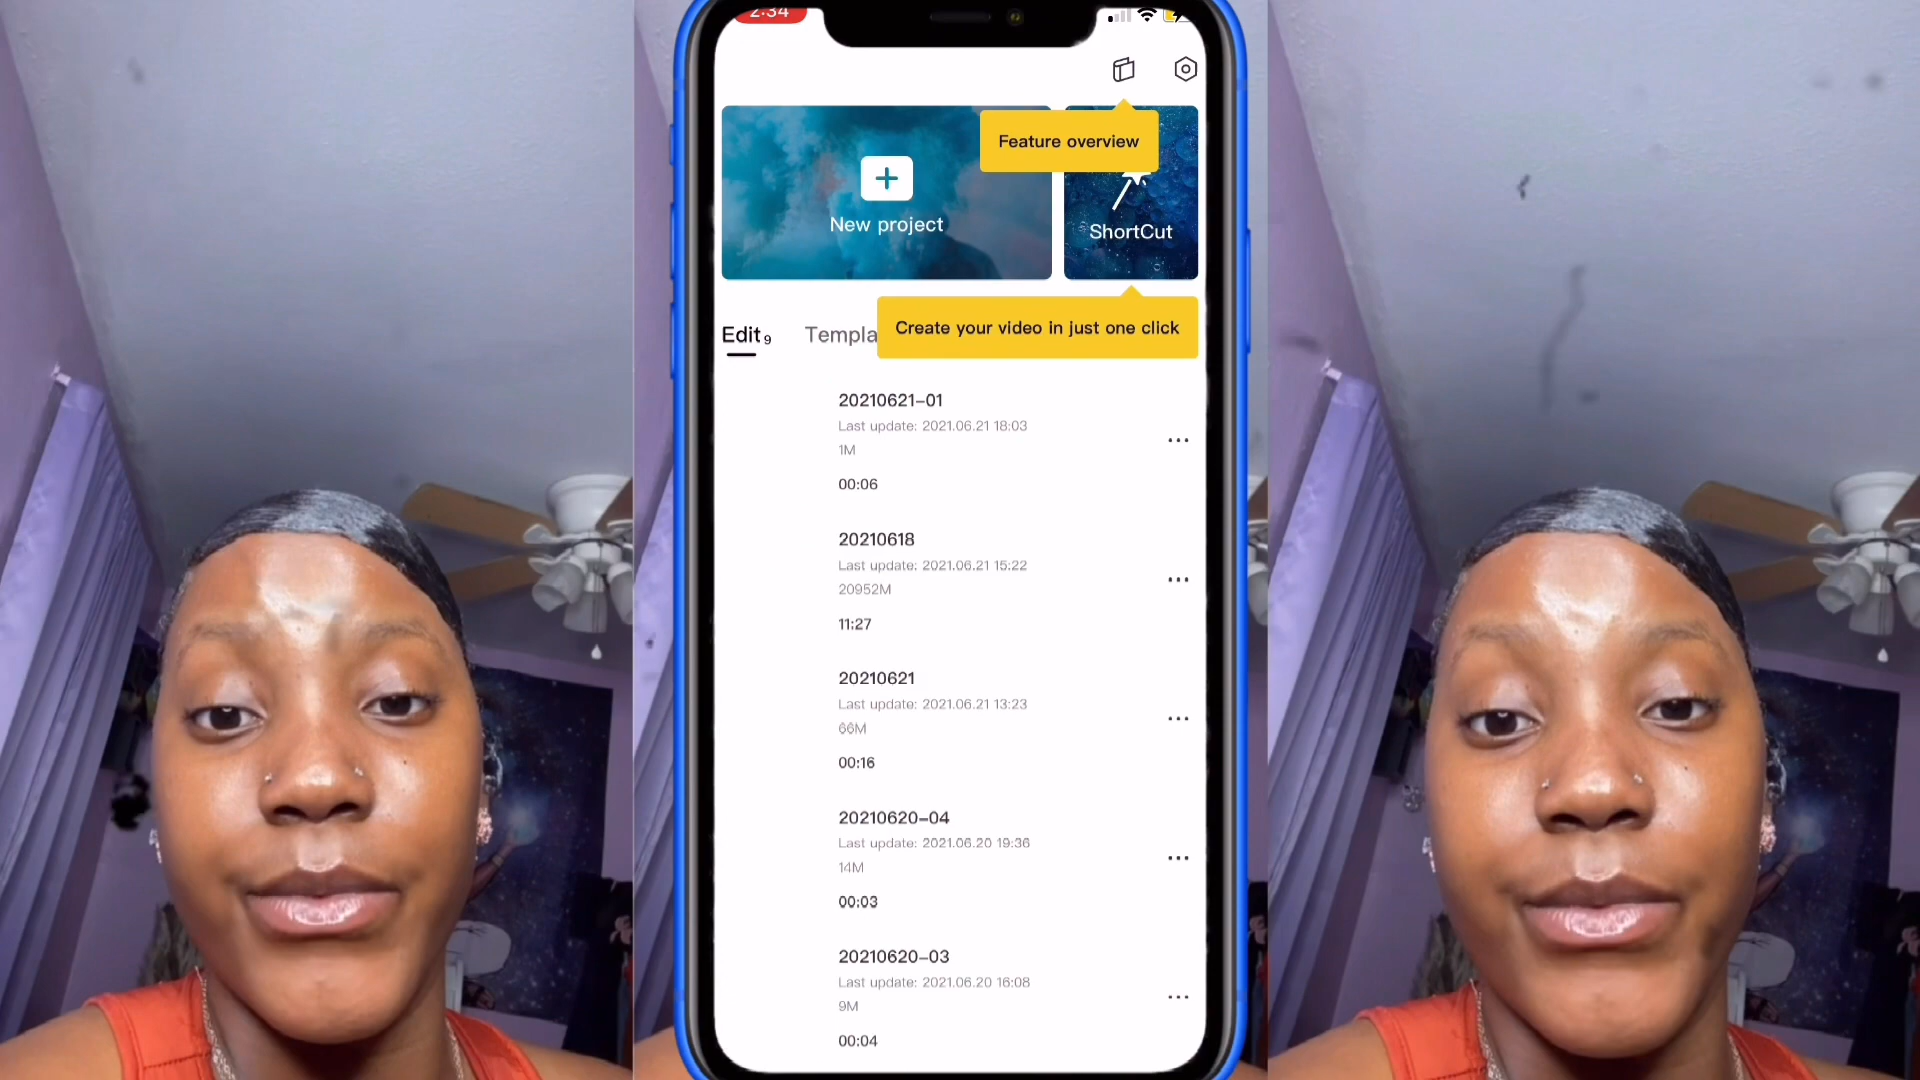 2:34
Feature overview
New project
ShortCut
Create your video in just one click
Edit 9
Templa
20210621-01
Last update: 2021.06.21 18:03
1M
00:06
20210618
Last update: 2021.06.21 15:22
20952M
11:27
20210621
Last update: 2021.06.21 13:23
66M
00:16
20210620-04
Last update: 2021.06.20 19:36
14M
00:03
20210620-03
Last update: 2021.06.20 16:08
9M
00:04